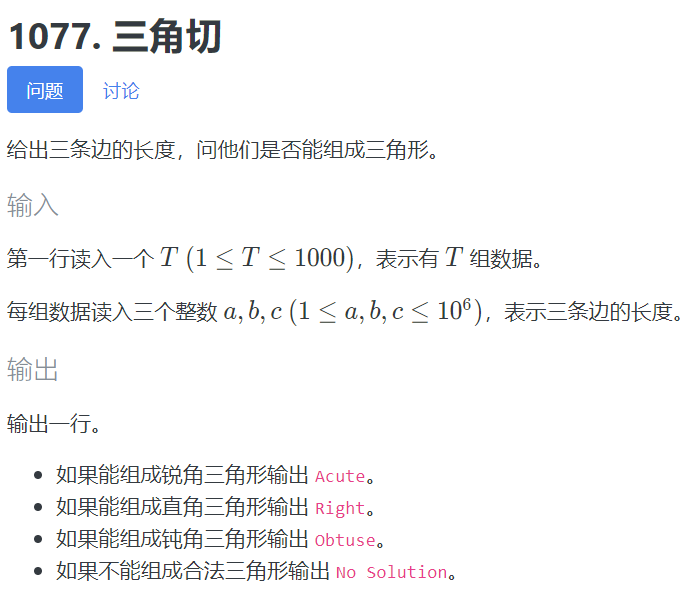 1077. 三角切
问题 讨论
给出三条边的长度，问他们是否能组成三角形。
输入
第一行读入一个 T (1 ≤ T ≤ 1000)，表示有 T 组数据。
每组数据读入三个整数 a, b, c (1 ≤ a, b, c ≤ 10⁶)，表示三条边的长度。
输出
输出一行。
• 如果能组成锐角三角形输出 Acute。
• 如果能组成直角三角形输出 Right。
• 如果能组成钝角三角形输出 Obtuse。
• 如果不能组成合法三角形输出 No Solution。